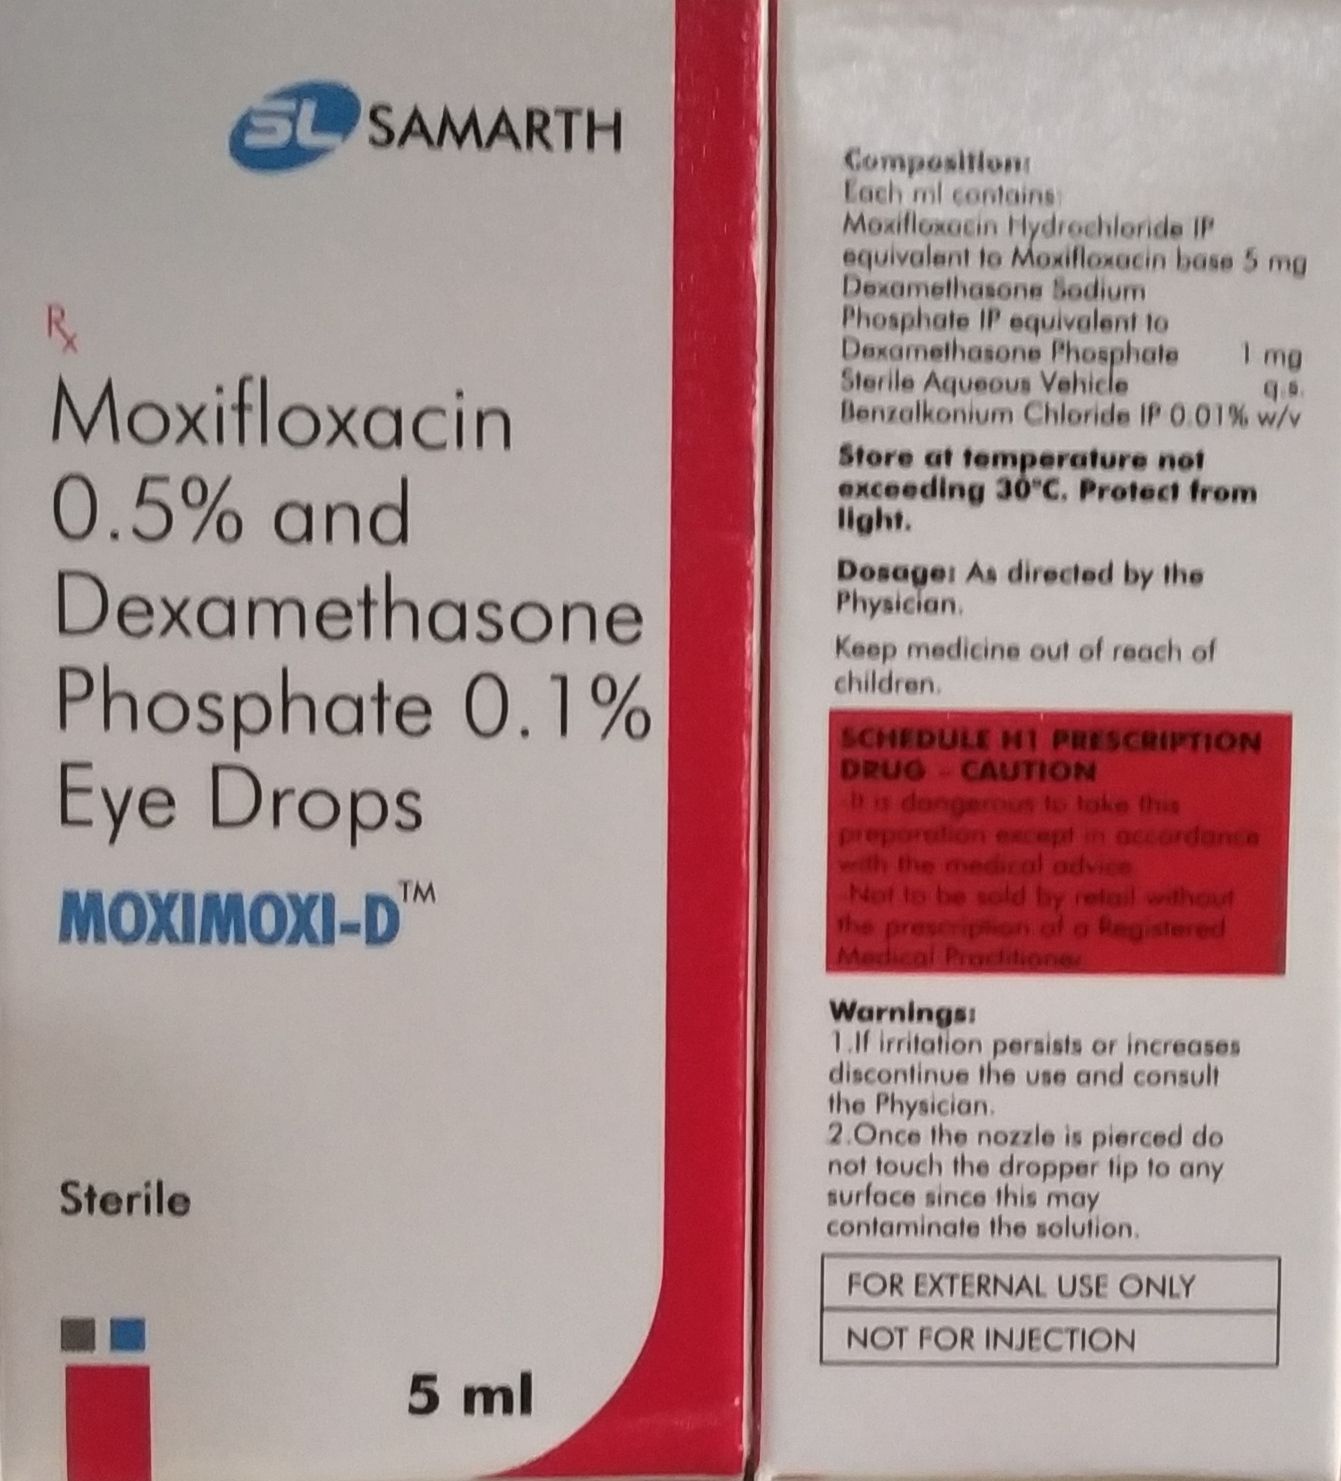 SL SAMARTH
Rx
Moxifloxacin
0.5% and
Dexamethasone
Phosphate 0.1%
Eye Drops
MOXIMOXI-D™
Sterile
5 ml
Composition:
Each ml contains:
Moxifloxacin Hydrochloride IP
equivalent to Moxifloxacin base 5 mg
Dexamethasone Sodium
Phosphate IP equivalent to
Dexamethasone Phosphate 1 mg
Sterile Aqueous Vehicle q.s.
Benzalkonium Chloride IP 0.01% w/v
Store at temperature not
exceeding 30°C. Protect from
light.
Dosage: As directed by the
Physician.
Keep medicine out of reach of
children.
SCHEDULE H1 PRESCRIPTION
DRUG - CAUTION
-It is dangerous to take this
preparation except in accordance
with the medical advice
-Not to be sold by retail without
the prescription of a Registered
Medical Practitioner
Warnings:
1.If irritation persists or increases
discontinue the use and consult
the Physician.
2.Once the nozzle is pierced do
not touch the dropper tip to any
surface since this may
contaminate the solution.
FOR EXTERNAL USE ONLY
NOT FOR INJECTION